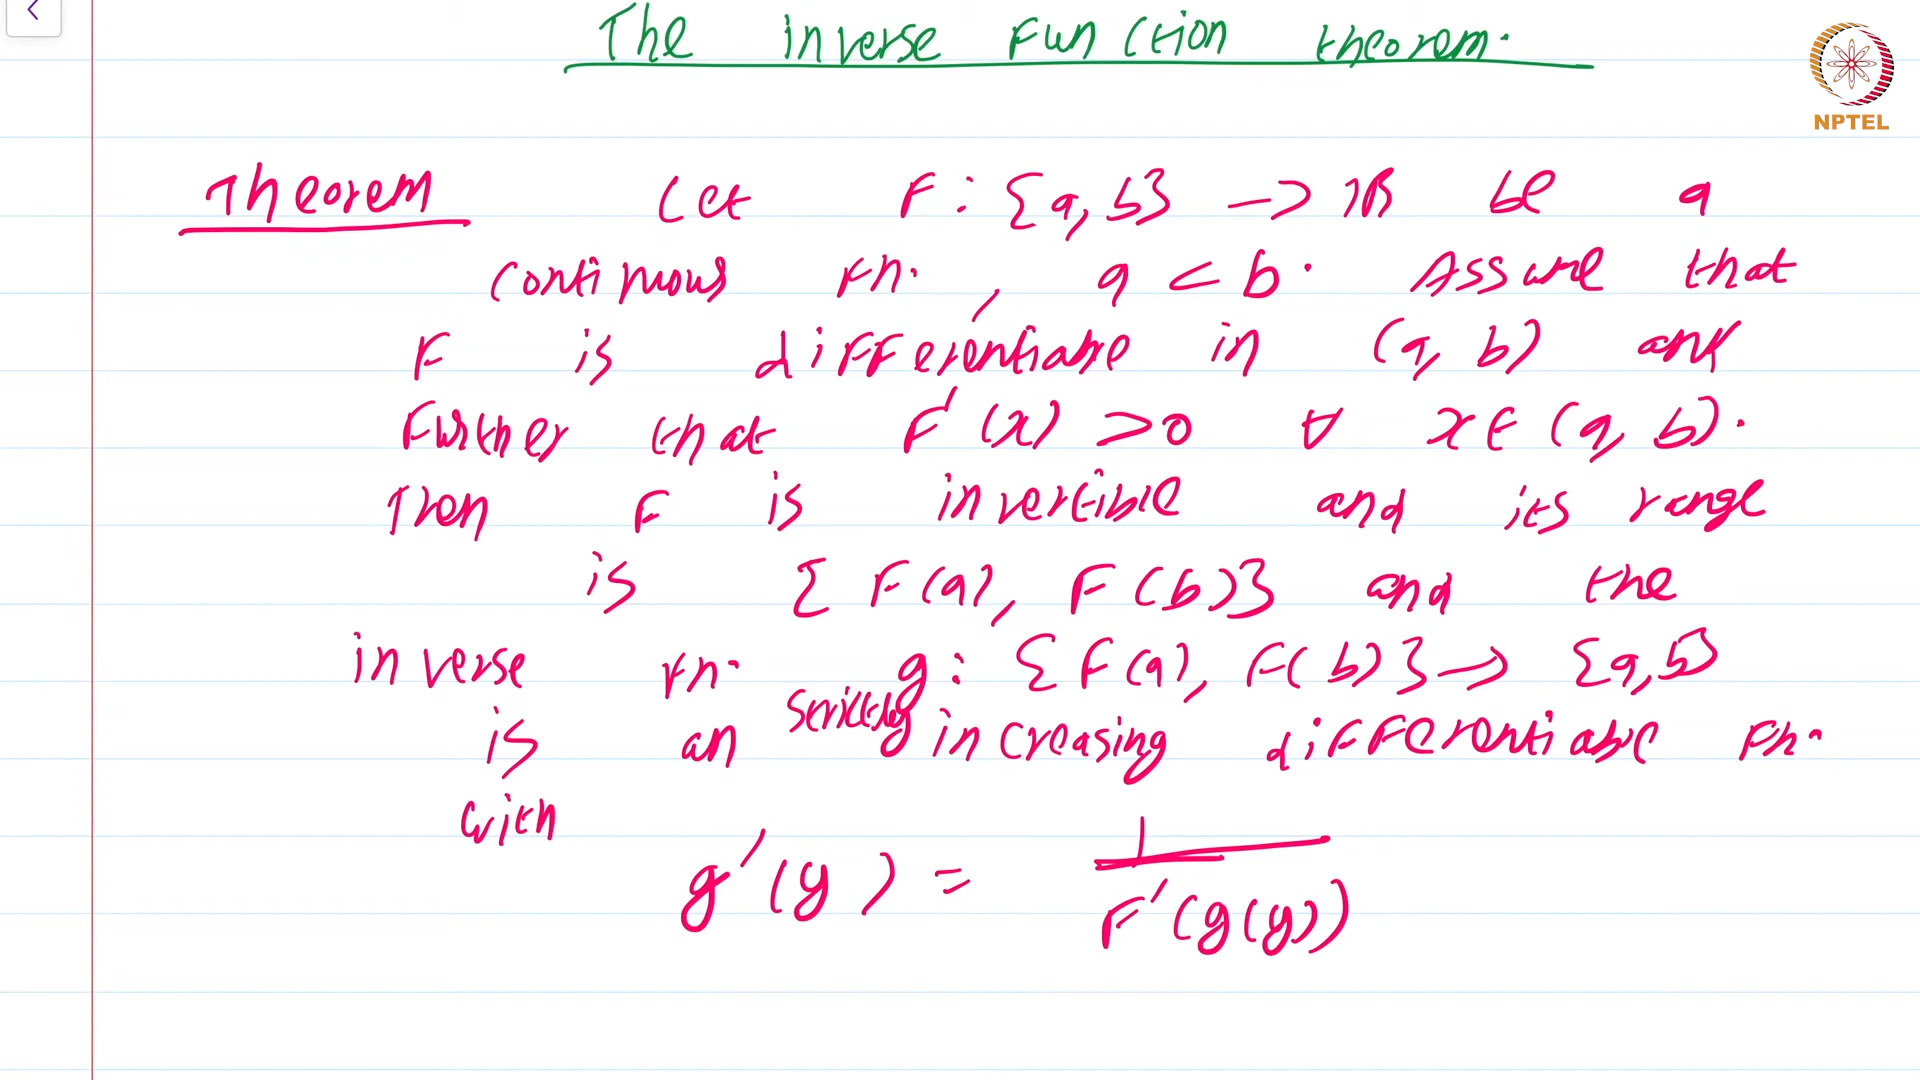 The inverse Function theorem.
NPTEL
Theorem Let F: [a, b] → ℝ be a
continuous Fn., a < b. Assume that
F is differentiable in (a, b) and
Further that F'(x) > 0 ∀ x ∈ (a, b).
Then F is invertible and its range
is [F(a), F(b)] and the
inverse Fn. g: [F(a), F(b)] → [a, b]
is an strictly increasing differentiable Fn.
with
g'(y) = 1 / F'(g(y))